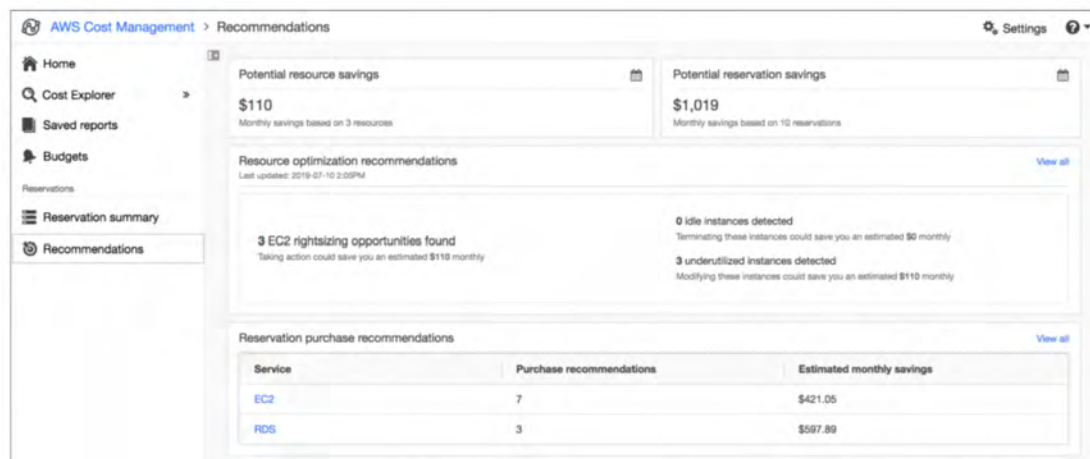 AWS Cost Management > Recommendations
Settings
Home
Cost Explorer »
Saved reports
Budgets
Reservations
Reservation summary
Recommendations
Potential resource savings
$110
Monthly savings based on 3 resources
Potential reservation savings
$1,019
Monthly savings based on 10 reservations
Resource optimization recommendations
View all
Last updated: 2019-07-10 2:05PM
3 EC2 rightsizing opportunities found
Taking action could save you an estimated $110 monthly
0 idle instances detected
Terminating these instances could save you an estimated $0 monthly
3 underutilized instances detected
Modifying these instances could save you an estimated $110 monthly
Reservation purchase recommendations
View all
Service Purchase recommendations Estimated monthly savings
EC2 7 $421.05
RDS 3 $597.89